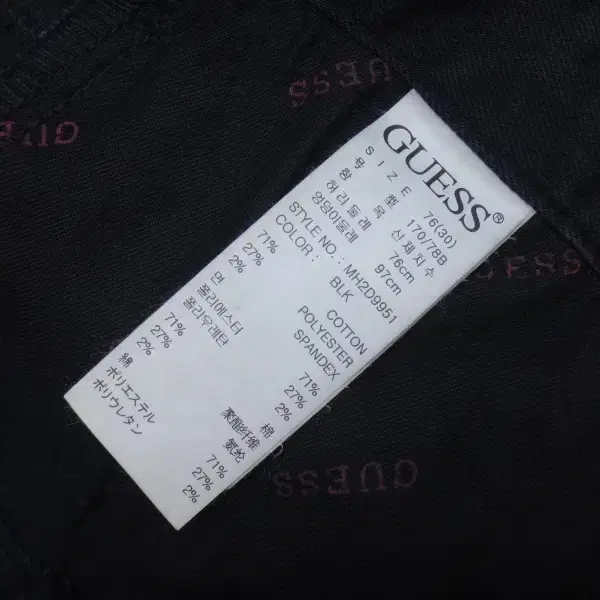 GUESS
GUESS
GUESS®
SIZE 76(30)
호 형 170/78B
항 목 신체치수
허리둘레 76cm
엉덩이둘레 97cm
STYLE NO.: MH2D9951
COLOR: BLK
71% COTTON
27% POLYESTER
2% SPANDEX
면 71%
폴리에스터 27%
폴리우레탄 2%
71% 棉
27% 聚酯纤维
2% 氨纶
綿 71%
ポリエステル 27%
ポリウレタン 2%
GUESS
GUESS